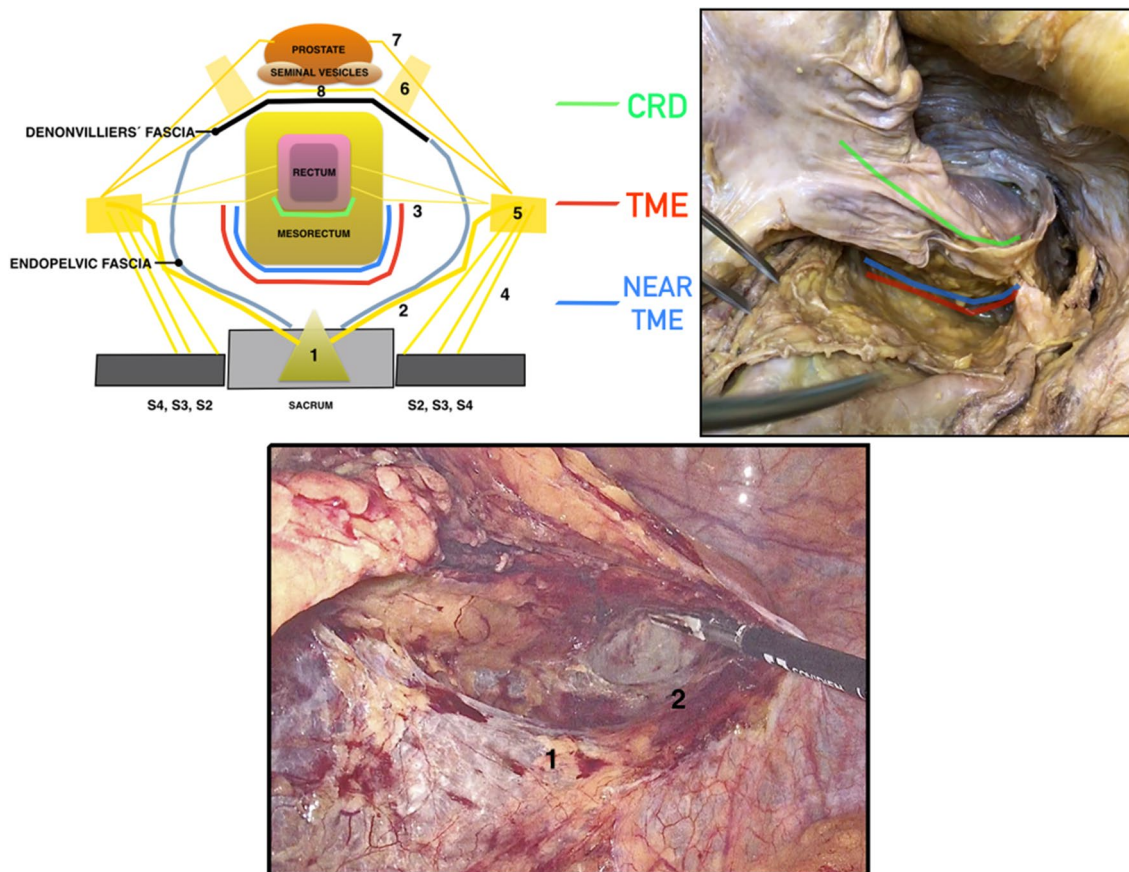 PROSTATE
7
SEMINAL VESICLES
8
6
DENONVILLIERS´ FASCIA
RECTUM
3
5
MESORECTUM
ENDOPELVIC FASCIA
2
4
1
S4, S3, S2
SACRUM
S2, S3, S4
CRD
TME
NEAR
TME
2
1